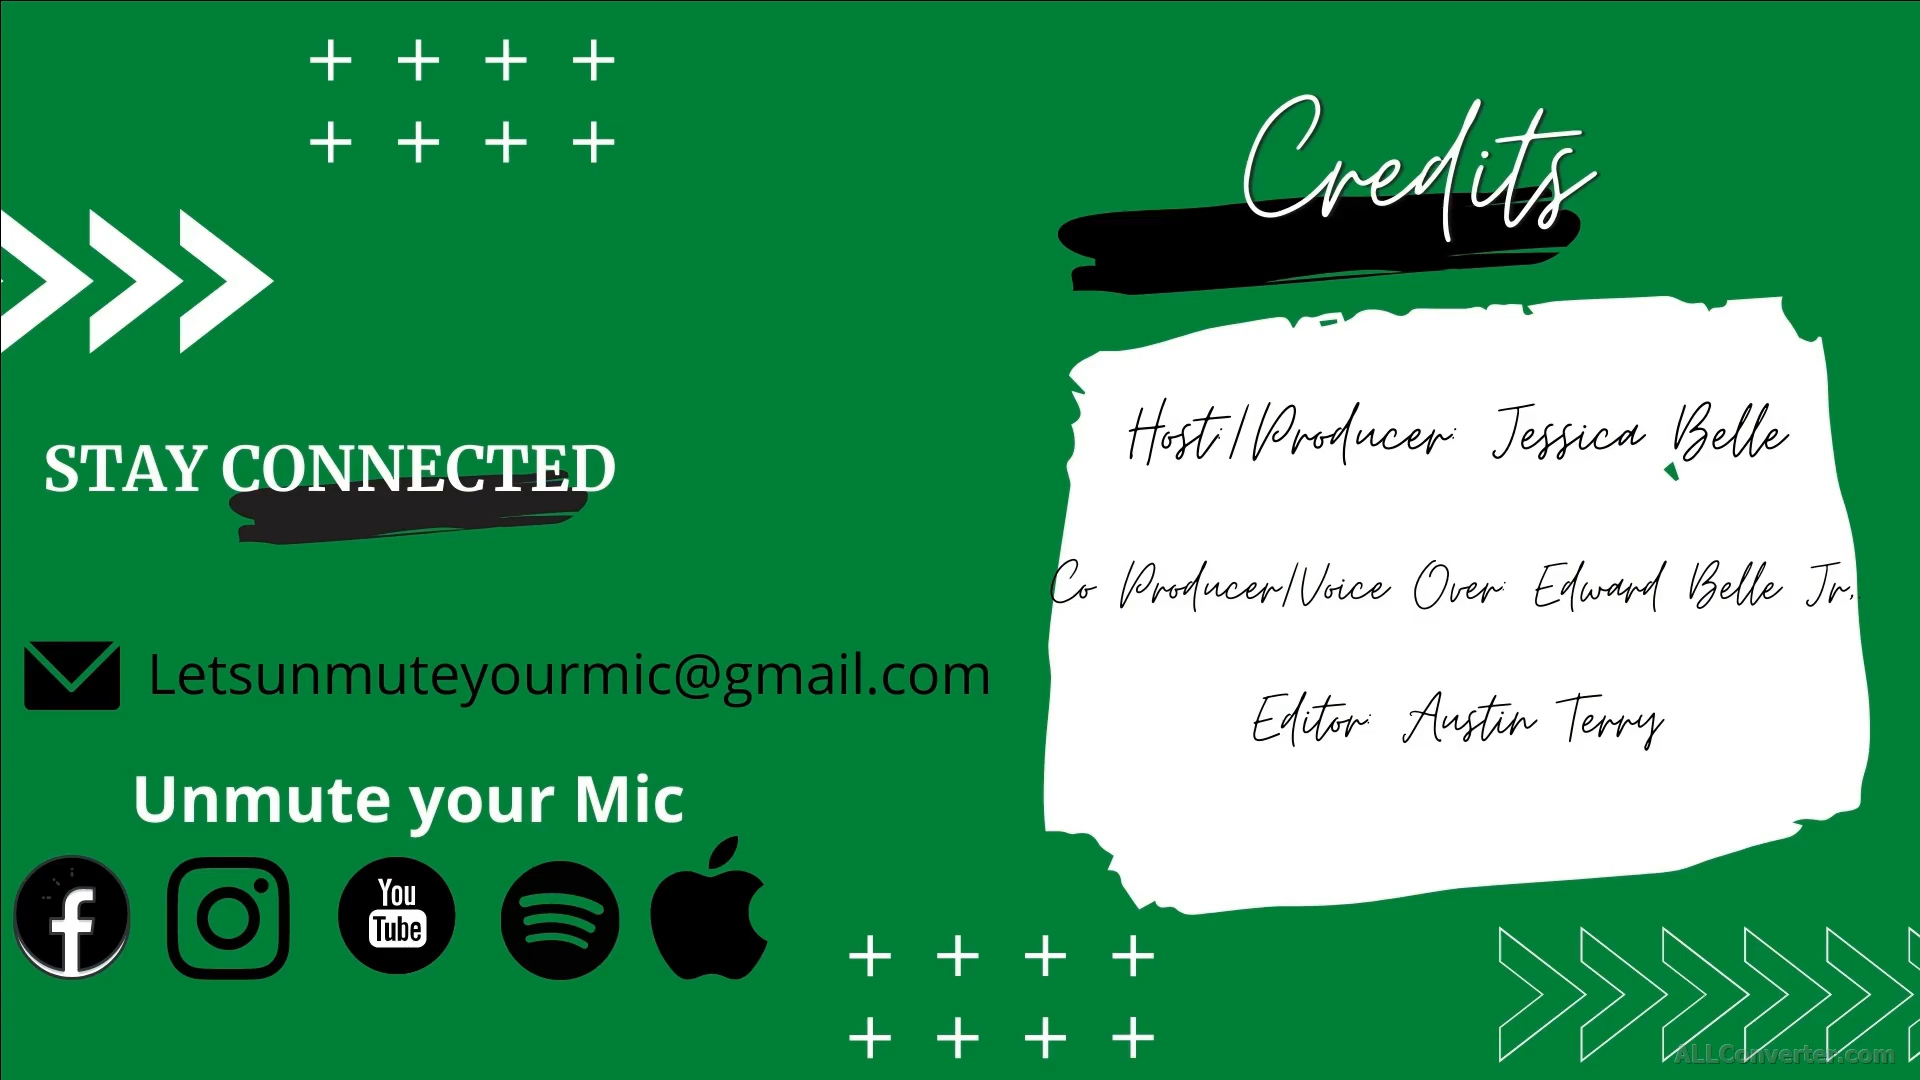 Credits
Host:/Producer: Jessica Belle
Co Producer/Voice Over: Edward Belle Jr,.
Editor: Austin Terry
STAY CONNECTED
Letsunmuteyourmic@gmail.com
Unmute your Mic
f
You
Tube
ALLConverter.com